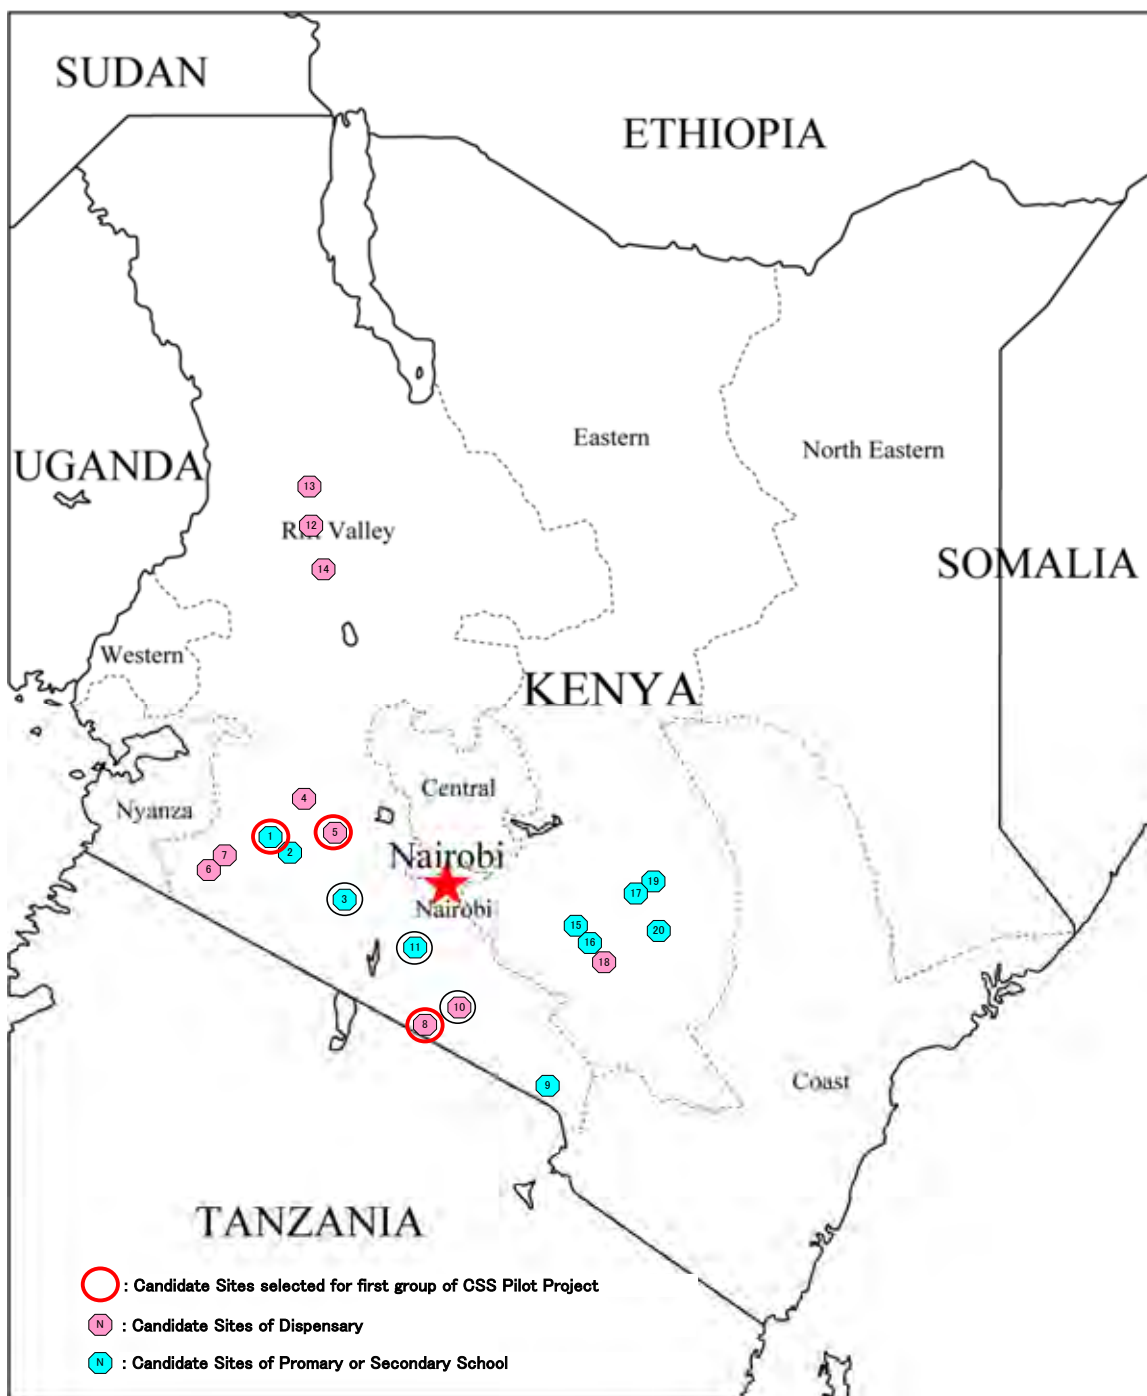 SUDAN
ETHIOPIA
Eastern
North Eastern
UGANDA
13
12
Rift Valley
14
SOMALIA
Western
KENYA
Central
4
Nyanza
5
1
2
7
6
Nairobi
3
Nairobi
19
17
15
20
16
11
18
10
8
9
Coast
TANZANIA
: Candidate Sites selected for first group of CSS Pilot Project
N : Candidate Sites of Dispensary
N : Candidate Sites of Promary or Secondary School